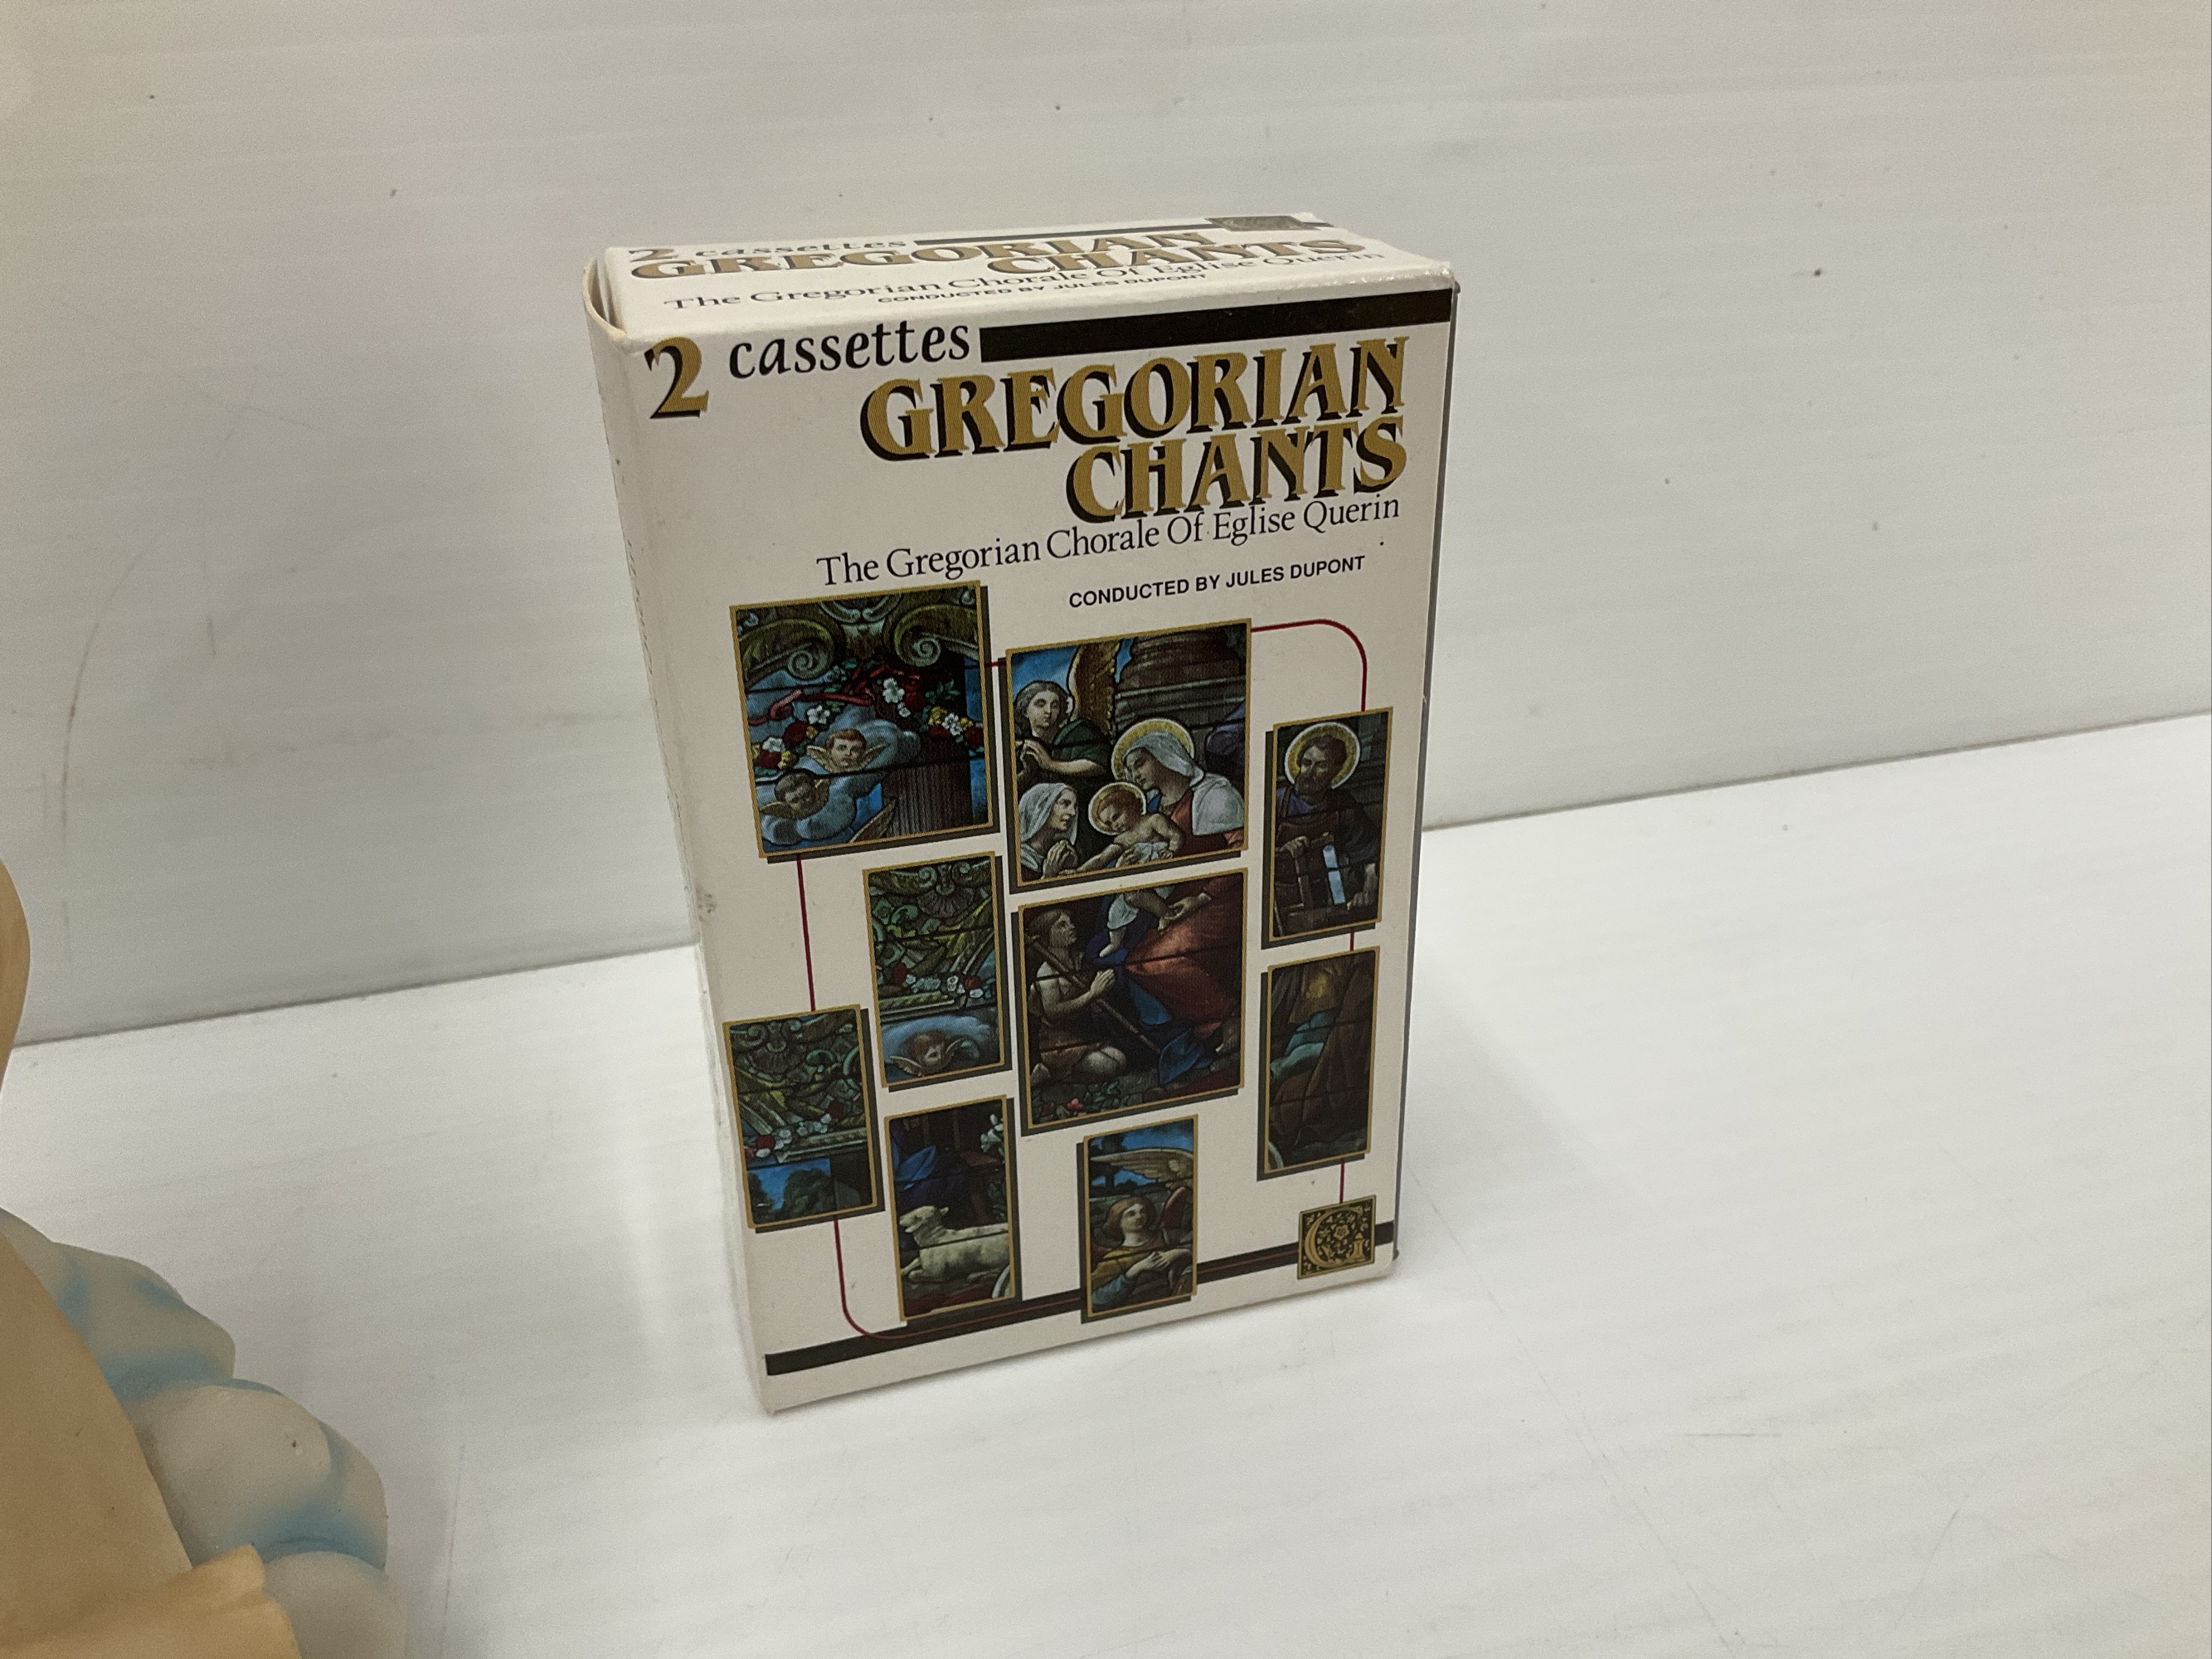 2 cassettes
GREGORIAN
CHANTS
The Gregorian Chorale Of Eglise Querin
CONDUCTED BY JULES DUPONT
2 cassettes
GREGORIAN
CHANTS
The Gregorian Chorale Of Eglise Querin
CONDUCTED BY JULES DUPONT